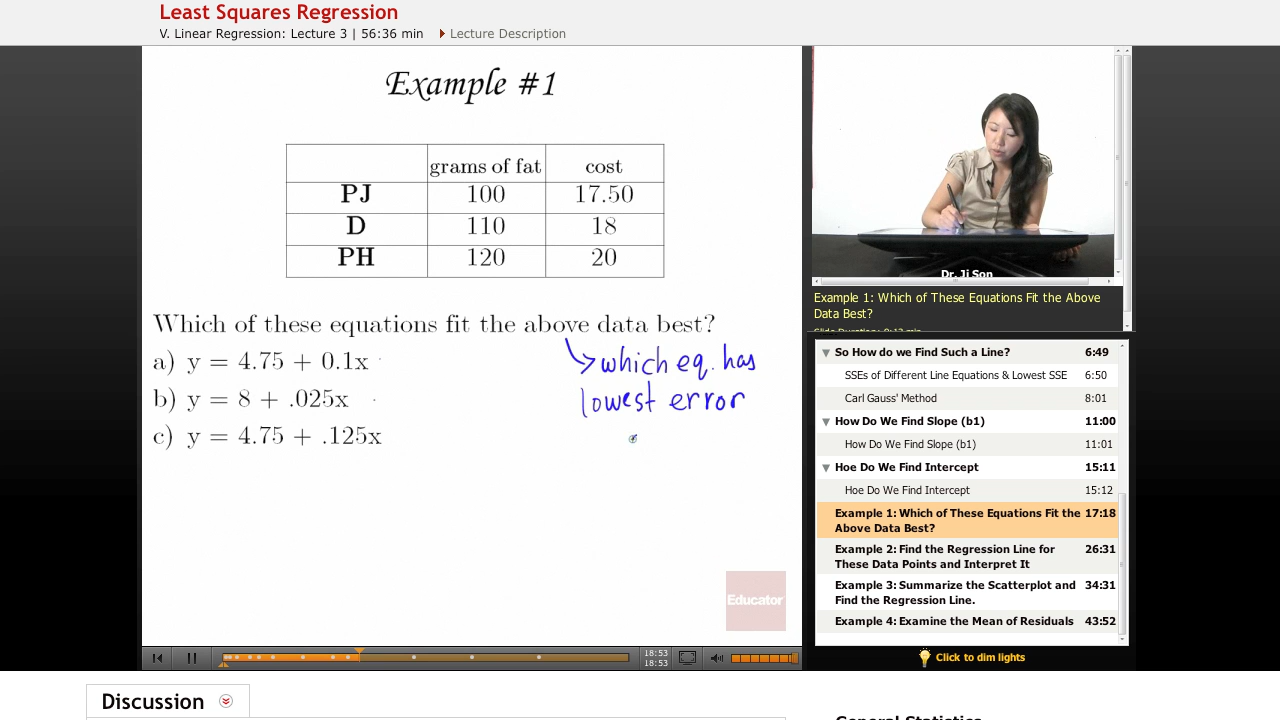 Least Squares Regression
V. Linear Regression: Lecture 3 | 56:36 min Lecture Description
Example #1
grams of fat cost
PJ 100 17.50
D 110 18
PH 120 20
Which of these equations fit the above data best?
a) y = 4.75 + 0.1x
b) y = 8 + .025x
c) y = 4.75 + .125x
which eq. has
lowest error
Educator
18:53
18:53
Dr. Ji Son
Example 1: Which of These Equations Fit the Above
Data Best?
So How do we Find Such a Line? 6:49
SSEs of Different Line Equations & Lowest SSE 6:50
Carl Gauss' Method 8:01
How Do We Find Slope (b1) 11:00
How Do We Find Slope (b1) 11:01
Hoe Do We Find Intercept 15:11
Hoe Do We Find Intercept 15:12
Example 1: Which of These Equations Fit the 17:18
Above Data Best?
Example 2: Find the Regression Line for 26:31
These Data Points and Interpret It
Example 3: Summarize the Scatterplot and 34:31
Find the Regression Line.
Example 4: Examine the Mean of Residuals 43:52
Click to dim lights
Discussion
General Statistics